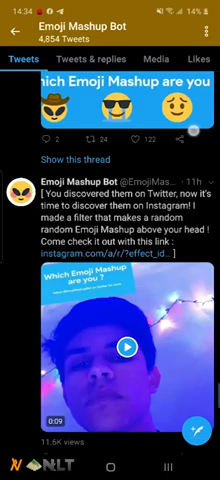 14.34
14%
Emoji Mashup Bot
4,854 Tweets
Tweets Tweets & replies Media Likes
hich Emoji Mashup are you
2 24 122
Show this thread
Emoji Mashup Bot @EmojiMas... · 11h
[ You discovered them on Twitter, now it's
time to discover them on Instagram! I
made a filter that makes a random
random Emoji Mashup above your head !
Come check it out with this link :
instagram.com/a/r/?effect_id... ]
Which Emoji Mashup
are you ?
0:09
11.6K views